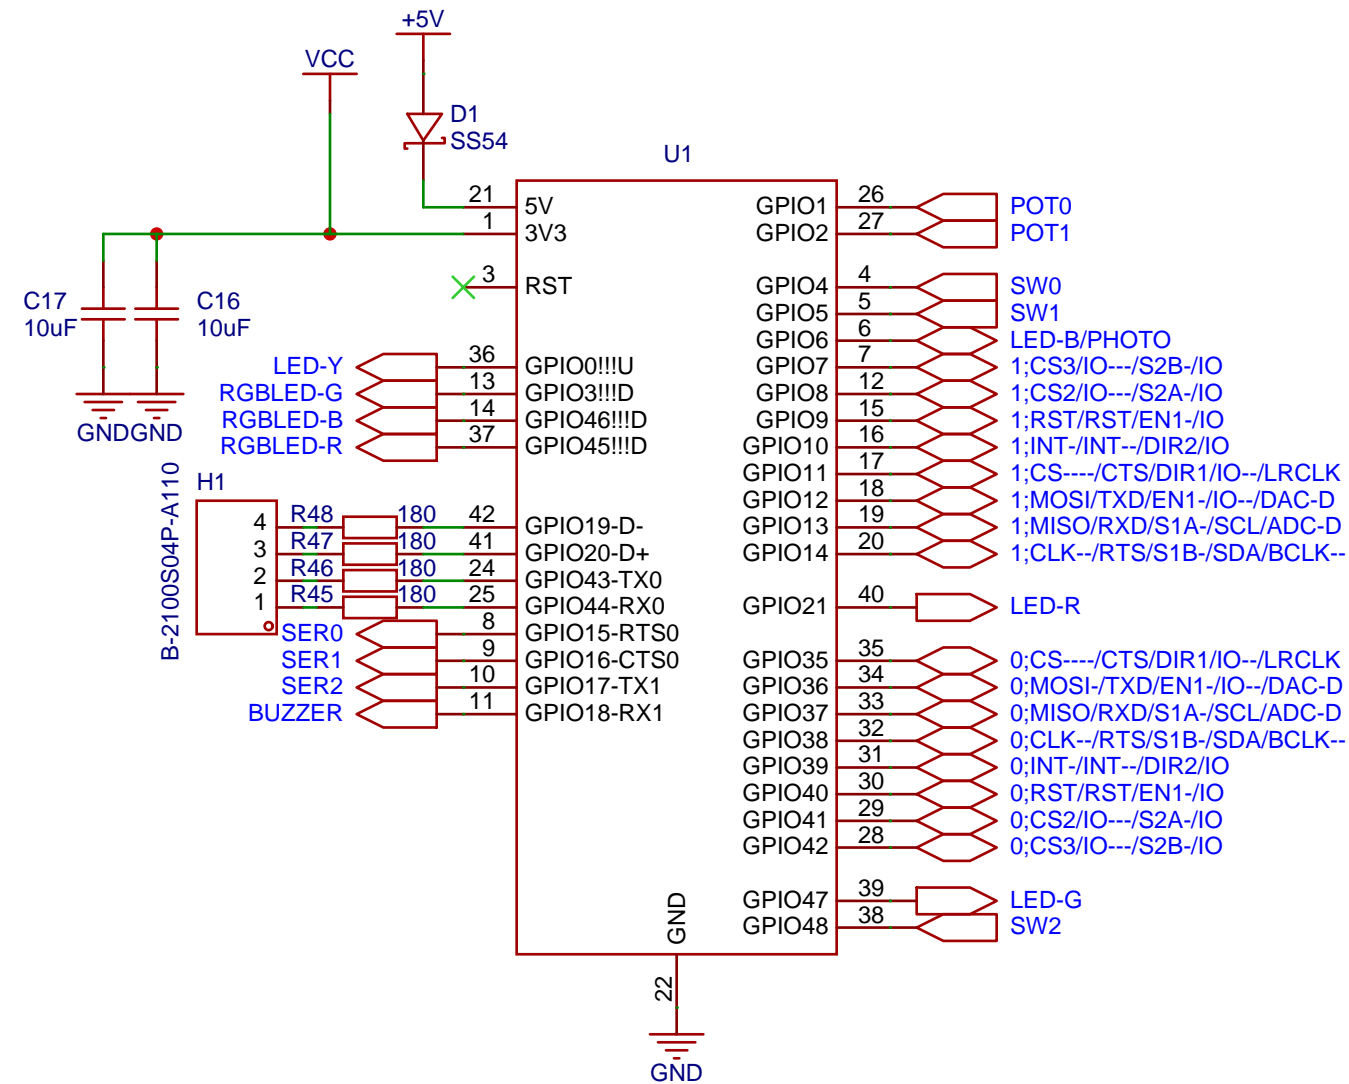 +5V
VCC
D1
SS54
U1
21 5V
1 3V3
3 RST
C17
10uF
C16
10uF
GND GND
LED-Y 36 GPIO0!!!U
RGBLED-G 13 GPIO3!!!D
RGBLED-B 14 GPIO46!!!D
RGBLED-R 37 GPIO45!!!D
H1
B-2100S04P-A110
4 R48 180 42 GPIO19-D-
3 R47 180 41 GPIO20-D+
2 R46 180 24 GPIO43-TX0
1 R45 180 25 GPIO44-RX0
SER0 8 GPIO15-RTS0
SER1 9 GPIO16-CTS0
SER2 10 GPIO17-TX1
BUZZER 11 GPIO18-RX1
GPIO1 26 POT0
GPIO2 27 POT1
GPIO4 4 SW0
GPIO5 5 SW1
GPIO6 6 LED-B/PHOTO
GPIO7 7 1;CS3/IO---/S2B-/IO
GPIO8 12 1;CS2/IO---/S2A-/IO
GPIO9 15 1;RST/RST/EN1-/IO
GPIO10 16 1;INT-/INT--/DIR2/IO
GPIO11 17 1;CS----/CTS/DIR1/IO--/LRCLK
GPIO12 18 1;MOSI/TXD/EN1-/IO--/DAC-D
GPIO13 19 1;MISO/RXD/S1A-/SCL/ADC-D
GPIO14 20 1;CLK--/RTS/S1B-/SDA/BCLK--
GPIO21 40 LED-R
GPIO35 35 0;CS----/CTS/DIR1/IO--/LRCLK
GPIO36 34 0;MOSI-/TXD/EN1-/IO--/DAC-D
GPIO37 33 0;MISO/RXD/S1A-/SCL/ADC-D
GPIO38 32 0;CLK--/RTS/S1B-/SDA/BCLK--
GPIO39 31 0;INT-/INT--/DIR2/IO
GPIO40 30 0;RST/RST/EN1-/IO
GPIO41 29 0;CS2/IO---/S2A-/IO
GPIO42 28 0;CS3/IO---/S2B-/IO
GPIO47 39 LED-G
GPIO48 38 SW2
GND
22
GND